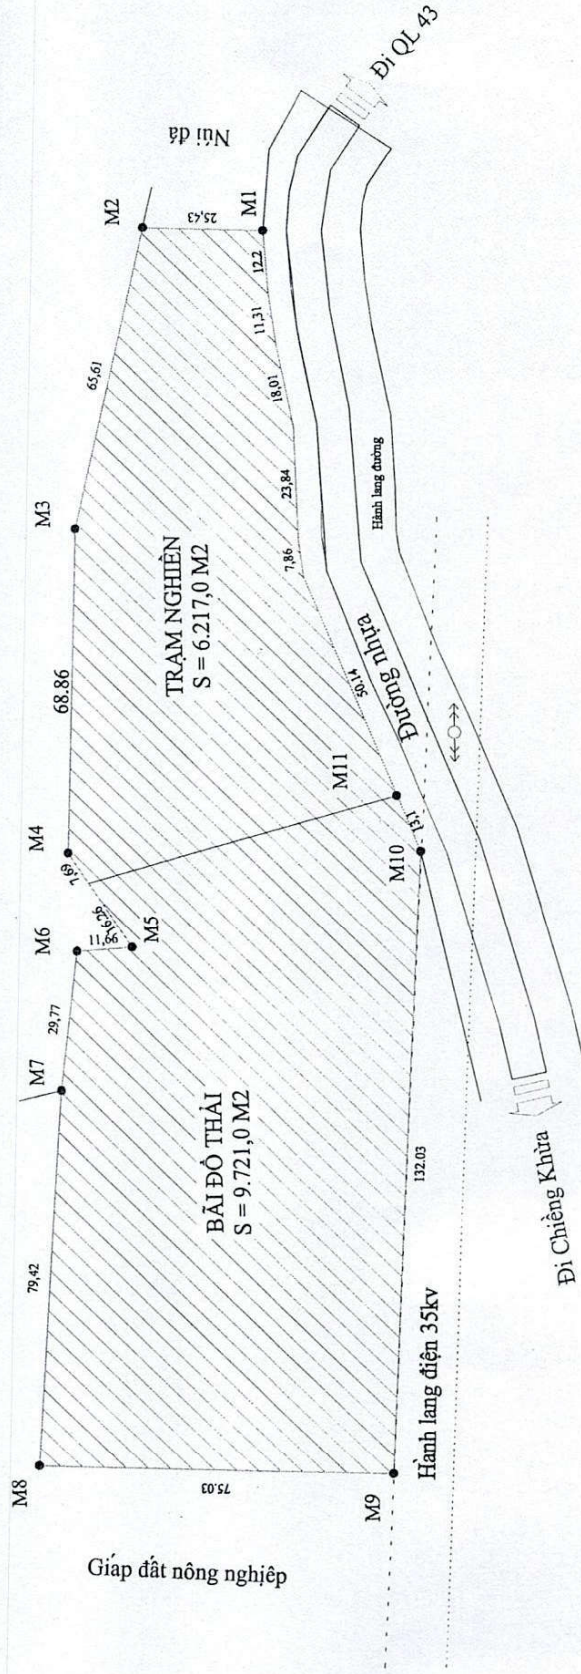 M8
79,42
M7
29,77
M6
11,66
M5
16,26
7,69
M4
68.86
M3
65,61
M2
Núi đá
25,43
M1
12.2
11,31
18,01
23,84
7,86
50,14
M11
13,1
M10
132.03
M9
75.03
Giáp đất nông nghiệp
BÃI ĐỔ THẢI
S = 9.721,0 M2
TRẠM NGHIỀN
S = 6.217,0 M2
Hành lang điện 35kv
Đường nhựa
Hành lang đường
Đi QL 43
Đi Chiềng Khừa